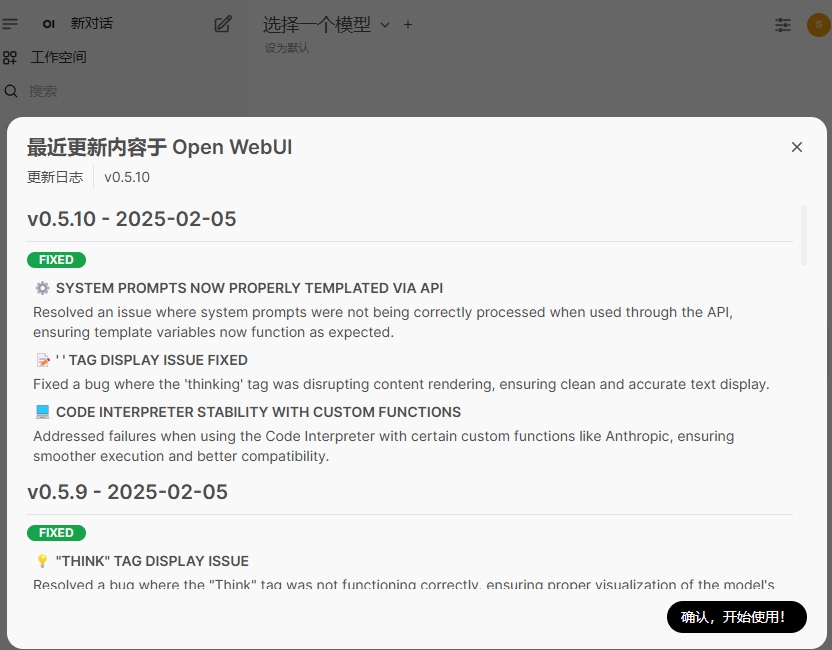 OI 新对话
选择一个模型
设为默认
S
工作空间
搜索
最近更新内容于 Open WebUI
更新日志 v0.5.10
v0.5.10 - 2025-02-05
FIXED
SYSTEM PROMPTS NOW PROPERLY TEMPLATED VIA API
Resolved an issue where system prompts were not being correctly processed when used through the API,
ensuring template variables now function as expected.
' ' TAG DISPLAY ISSUE FIXED
Fixed a bug where the 'thinking' tag was disrupting content rendering, ensuring clean and accurate text display.
CODE INTERPRETER STABILITY WITH CUSTOM FUNCTIONS
Addressed failures when using the Code Interpreter with certain custom functions like Anthropic, ensuring
smoother execution and better compatibility.
v0.5.9 - 2025-02-05
FIXED
"THINK" TAG DISPLAY ISSUE
Resolved a bug where the "Think" tag was not functioning correctly, ensuring proper visualization of the model's
确认，开始使用！